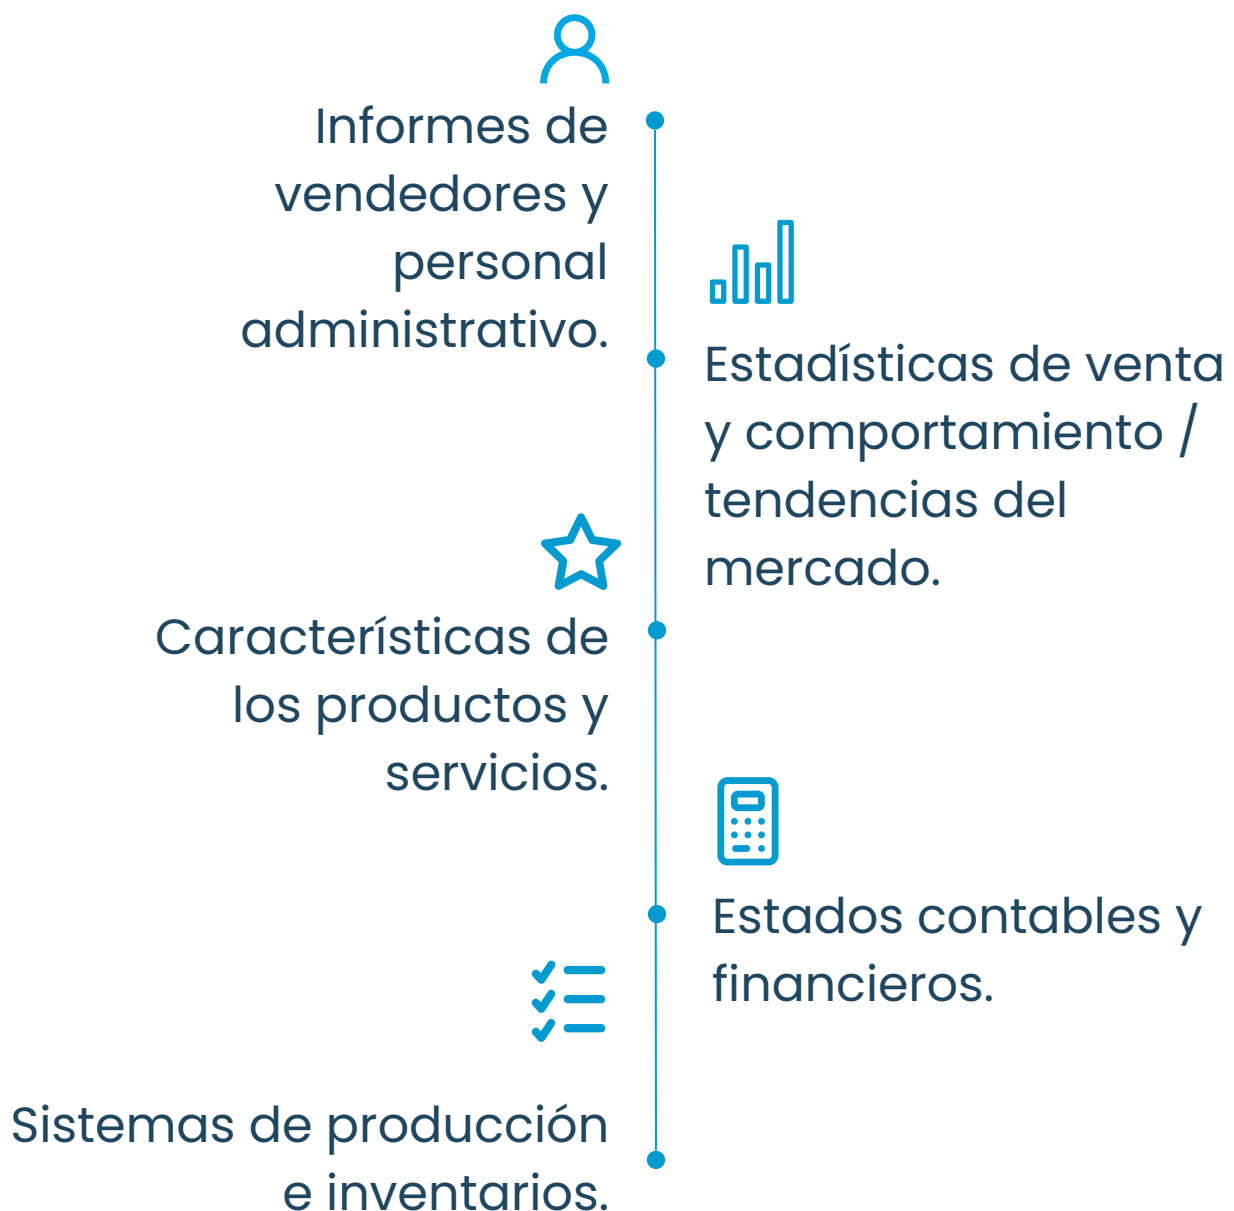 Informes de
vendedores y
personal
administrativo.
Estadísticas de venta
y comportamiento /
tendencias del
mercado.
Características de
los productos y
servicios.
Estados contables y
financieros.
Sistemas de producción
e inventarios.